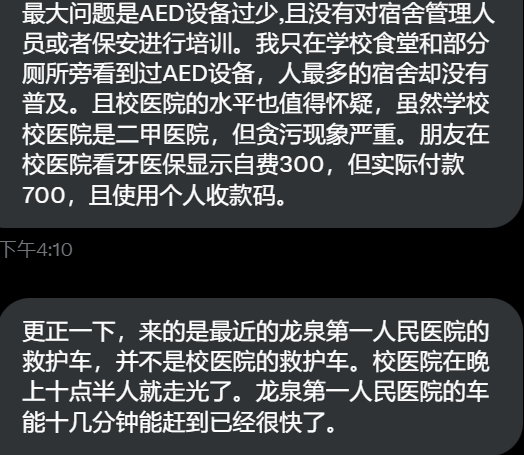 最大问题是AED设备过少,且没有对宿舍管理人
员或者保安进行培训。我只在学校食堂和部分
厕所旁看到过AED设备，人最多的宿舍却没有
普及。且校医院的水平也值得怀疑，虽然学校
校医院是二甲医院，但贪污现象严重。朋友在
校医院看牙医保显示自费300，但实际付款
700，且使用个人收款码。
下午4:10
更正一下，来的是最近的龙泉第一人民医院的
救护车，并不是校医院的救护车。校医院在晚
上十点半人就走光了。龙泉第一人民医院的车
能十几分钟能赶到已经很快了。